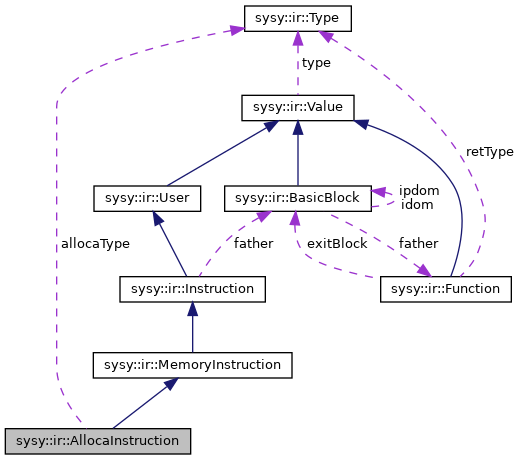 sysy::ir::Type
type
sysy::ir::Value
retType
sysy::ir::User
sysy::ir::BasicBlock
ipdom
idom
allocaType
father
exitBlock
father
sysy::ir::Instruction
sysy::ir::Function
sysy::ir::MemoryInstruction
sysy::ir::AllocaInstruction